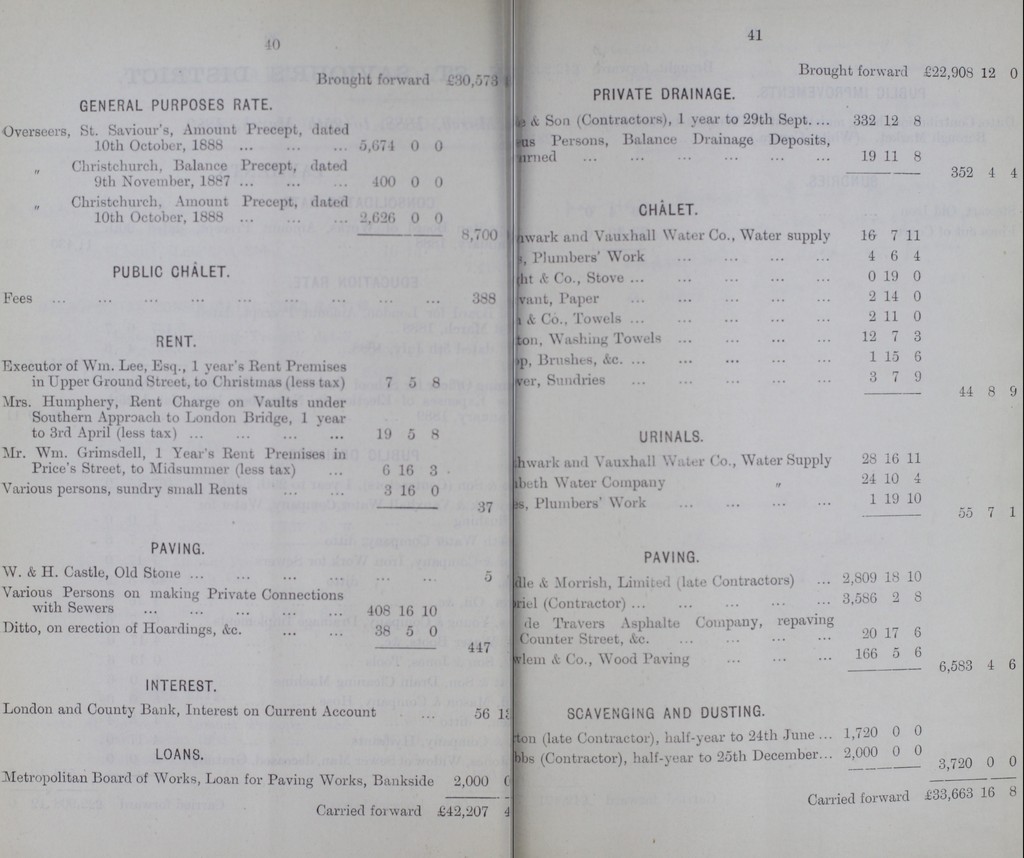 40
Brought forward £30,573
GENERAL PURPOSES RATE.
Overseers, St. Saviour's, Amount Precept, dated
10th October, 1888 ... ... ... 5,674 0 0
„ Christchurch, Balance Precept, dated
9th November, 1887 ... ... ... 400 0 0
„ Christchurch, Amount Precept, dated
10th October, 1888 ... ... ... 2,626 0 0
8,700
PUBLIC CHÂLET.
Fees ... ... ... ... ... ... ... ... ... 388
RENT.
Executor of Wm. Lee, Esq., 1 year's Rent Premises
in Upper Ground Street, to Christmas (less tax) 7 5 8
Mrs. Humphery, Rent Charge on Vaults under
Southern Approach to London Bridge, 1 year
to 3rd April (less tax) ... ... ... ... 19 5 8
Mr. Wm. Grimsdell, 1 Year's Rent Premises in
Price's Street, to Midsummer (less tax) ... 6 16 3
Various persons, sundry small Rents ... ... 3 16 0
37
PAVING.
W. & H. Castle, Old Stone ... ... ... ... ... ... 5
Various Persons on making Private Connections
with Sewers ... ... ... ... ... 408 16 10
Ditto, on erection of Hoardings, &c. ... ... 38 5 0
447
INTEREST.
London and County Bank, Interest on Current Account ... 56
LOANS.
Metropolitan Board of Works, Loan for Paving Works, Bankside 2,000
Carried forward £42,207 4
41
Brought forward £22,908 12 0
PRIVATE DRAINAGE.
& Son (Contractors), 1 year to 29th Sept. ... 332 12 8
us Persons, Balance Drainage Deposits,
urned ... ... ... ... ... ... 19 11 8
352 4 4
CHÂLET.
hwark and Vauxhall Water Co., Water supply 16 7 11
, Plumbers' Work ... ... ... ... 4 6 4
ht & Co., Stove ... ... ... ... ... 0 19 0
vant, Paper ... ... ... ... ... 2 14 0
& Co., Towels ... ... ... ... ... 2 11 0
ton, Washing Towels ... ... ... ... 12 7 3
p, Brushes, &c. ... ... ... ... ... 1 15 6
ver, Sundries ... ... ... ... ... 3 7 9
44 8 9
URINALS.
hwark and Vauxhall Water Co., Water Supply 28 16 11
beth Water Company „ 24 10 4
s, Plumbers' Work ... ... ... ... 1 19 10
55 7 1
PAVING.
dle & Morrish, Limited (late Contractors) ... 2,809 18 10
riel (Contractor) ... ... ... ... ... 3,586 2 8
de Travers Asphalte Company, repaving
Counter Street, &c. ... ... ... ... 20 17 6
wlem & Co., Wood Paving ... ... ... 166 5 6
6,583 4 6
SCAVENGING AND DUSTING.
ton (late Contractor), half-year to 24th June ... 1,720 0 0
bbs (Contractor), half-year to 25th December... 2,000 0 0
3,720 0 0
Carried forward £33,663 16 8